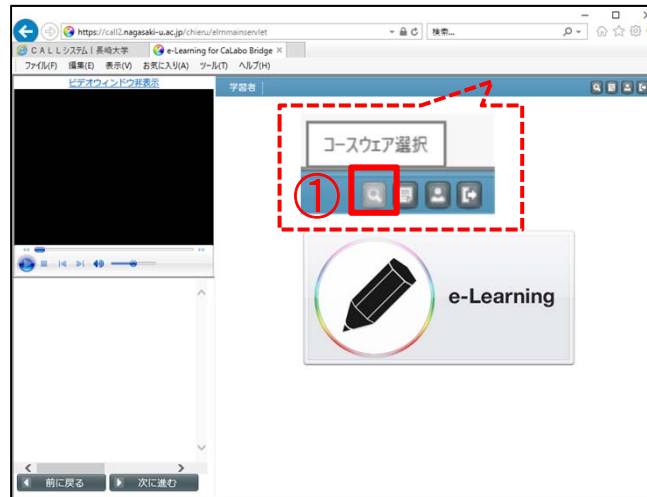 https://call2.nagasaki-u.ac.jp/chieru/elrnmainservlet
検索...
ＣＡＬＬシステム | 長崎大学
e-Learning for CaLabo Bridge
ファイル(F) 編集(E) 表示(V) お気に入り(A) ツール(T) ヘルプ(H)
ビデオウィンドウ非表示
学習者
コースウェア選択
①
e-Learning
前に戻る
次に進む